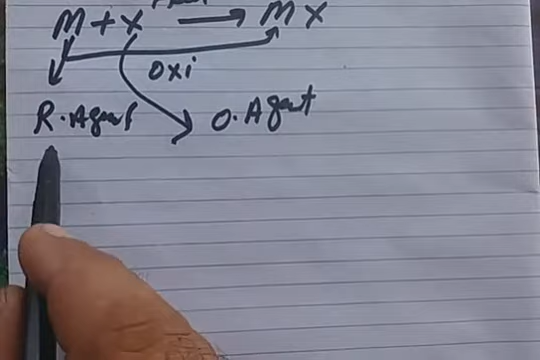 M + x → Mx
oxi
R. Agent O. Agent